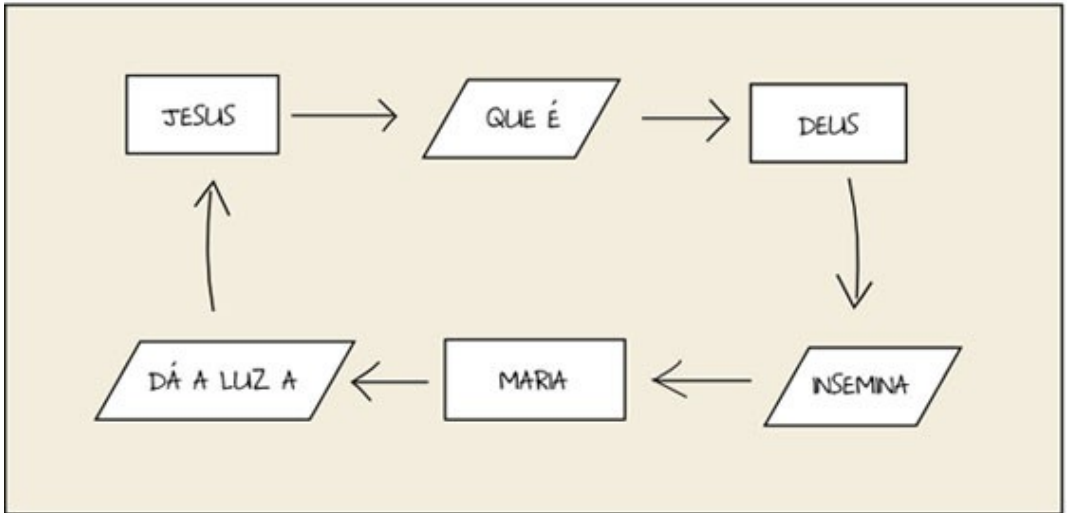 JESUS
QUE É
DEUS
INSEMINA
MARIA
DÁ A LUZ A